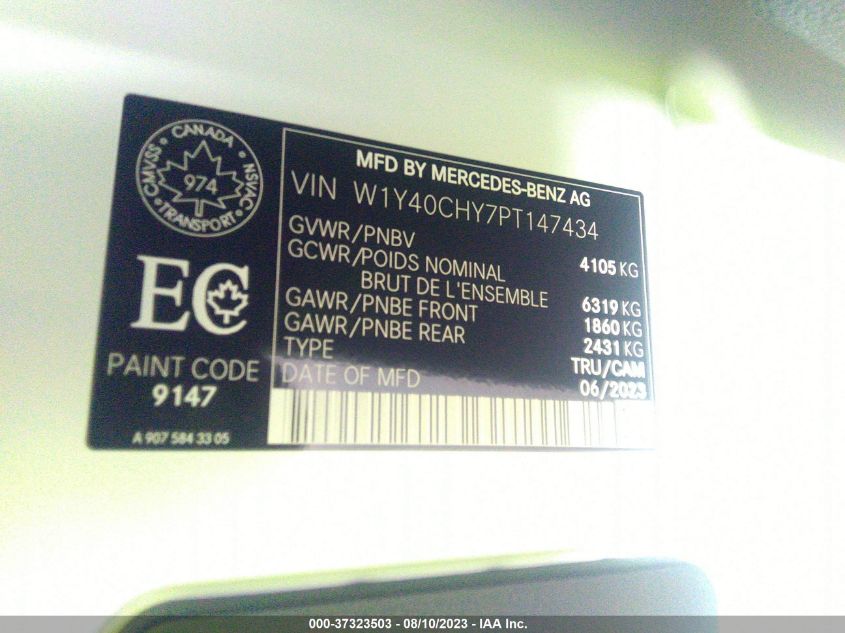 CANADA
CMVSS • NSVAC
974
• TRANSPORT •
EC
PAINT CODE
9147
A 907 584 33 05
MFD BY MERCEDES-BENZ AG
VIN W1Y40CHY7PT147434
GVWR/PNBV 4105 KG
GCWR/POIDS NOMINAL
BRUT DE L'ENSEMBLE 6319 KG
GAWR/PNBE FRONT 1860 KG
GAWR/PNBE REAR 2431 KG
TYPE TRU/CAM
DATE OF MFD 06/2023
000-37323503 - 08/10/2023 - IAA Inc.